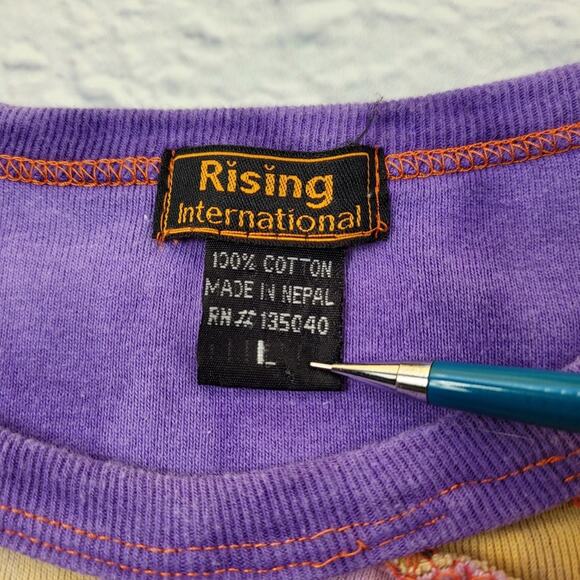 Rising
International
100% COTTON
MADE IN NEPAL
RN # 135040
L